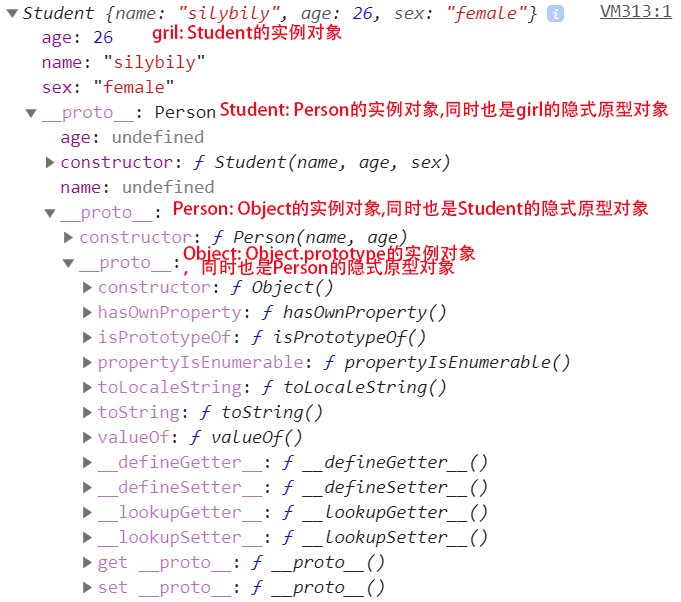 Student {name: "silybily", age: 26, sex: "female"} i VM313:1
age: 26 gril: Student的实例对象
name: "silybily"
sex: "female"
__proto__: Person Student: Person的实例对象,同时也是girl的隐式原型对象
age: undefined
constructor: ƒ Student(name, age, sex)
name: undefined
__proto__: Person: Object的实例对象,同时也是Student的隐式原型对象
constructor: ƒ Person(name, age)
Object: Object.prototype的实例对象
__proto__: ，同时也是Person的隐式原型对象
constructor: ƒ Object()
hasOwnProperty: ƒ hasOwnProperty()
isPrototypeOf: ƒ isPrototypeOf()
propertyIsEnumerable: ƒ propertyIsEnumerable()
toLocaleString: ƒ toLocaleString()
toString: ƒ toString()
valueOf: ƒ valueOf()
__defineGetter__: ƒ __defineGetter__()
__defineSetter__: ƒ __defineSetter__()
__lookupGetter__: ƒ __lookupGetter__()
__lookupSetter__: ƒ __lookupSetter__()
get __proto__: ƒ __proto__()
set __proto__: ƒ __proto__()